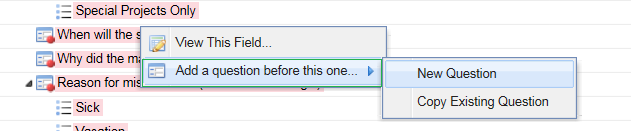 Special Projects Only
When will the s
View This Field...
Why did the ma
Add a question before this one...
New Question
Reason for mis
Copy Existing Question
Sick
Vacation